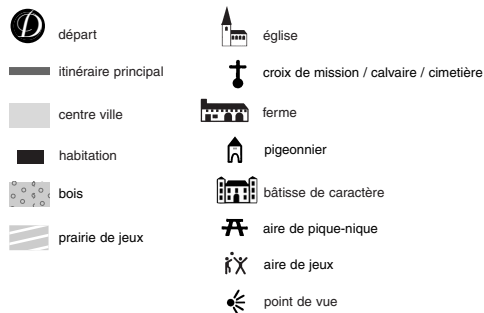 D
départ
itinéraire principal
centre ville
habitation
bois
prairie de jeux
église
croix de mission / calvaire / cimetière
ferme
pigeonnier
bâtisse de caractère
aire de pique-nique
aire de jeux
point de vue